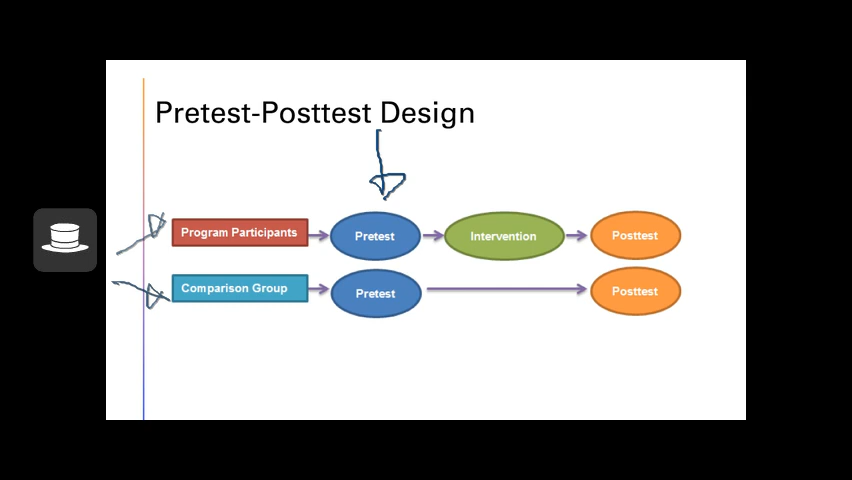 Pretest-Posttest Design
Program Participants
Pretest
Intervention
Posttest
Comparison Group
Pretest
Posttest